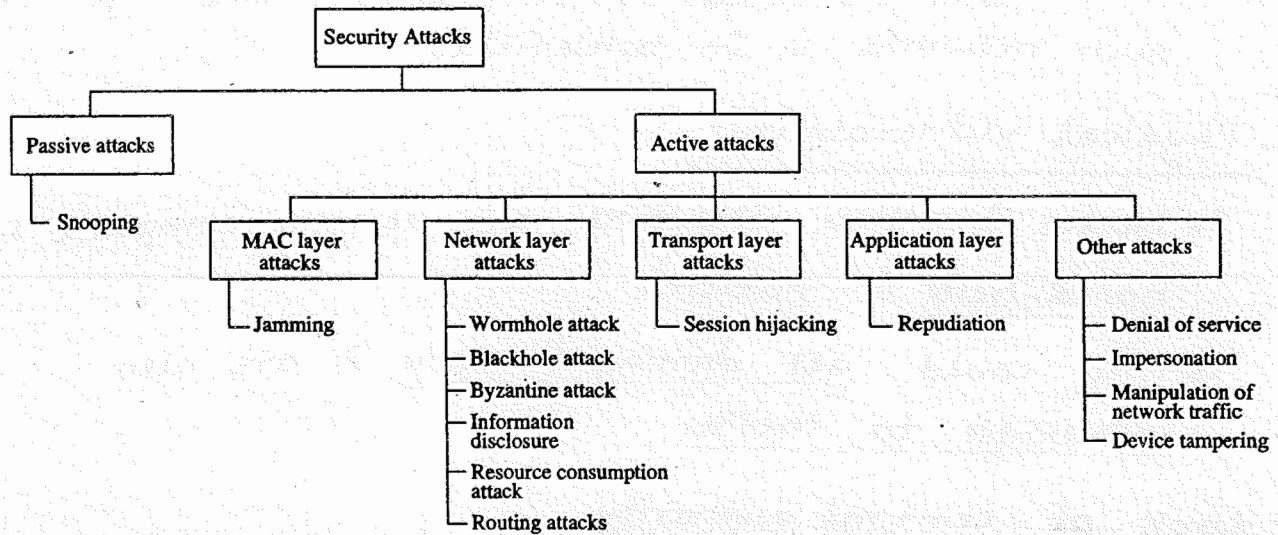 Security Attacks
Passive attacks
Active attacks
Snooping
MAC layer
attacks
Network layer
attacks
Transport layer
attacks
Application layer
attacks
Other attacks
Jamming
Wormhole attack
Blackhole attack
Byzantine attack
Information
disclosure
Resource consumption
attack
Routing attacks
Session hijacking
Repudiation
Denial of service
Impersonation
Manipulation of
network traffic
Device tampering